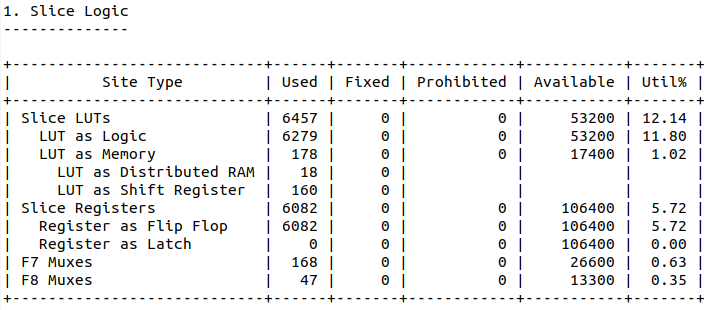 1. Slice Logic
--------------

+----------------------------+------+-------+------------+-----------+-------+
|          Site Type         | Used | Fixed | Prohibited | Available | Util% |
+----------------------------+------+-------+------------+-----------+-------+
| Slice LUTs                 | 6457 |     0 |          0 |     53200 | 12.14 |
|   LUT as Logic             | 6279 |     0 |          0 |     53200 | 11.80 |
|   LUT as Memory            |  178 |     0 |          0 |     17400 |  1.02 |
|     LUT as Distributed RAM |   18 |     0 |            |           |       |
|     LUT as Shift Register  |  160 |     0 |            |           |       |
| Slice Registers            | 6082 |     0 |          0 |    106400 |  5.72 |
|   Register as Flip Flop    | 6082 |     0 |          0 |    106400 |  5.72 |
|   Register as Latch        |    0 |     0 |          0 |    106400 |  0.00 |
| F7 Muxes                   |  168 |     0 |          0 |     26600 |  0.63 |
| F8 Muxes                   |   47 |     0 |          0 |     13300 |  0.35 |
+----------------------------+------+-------+------------+-----------+-------+